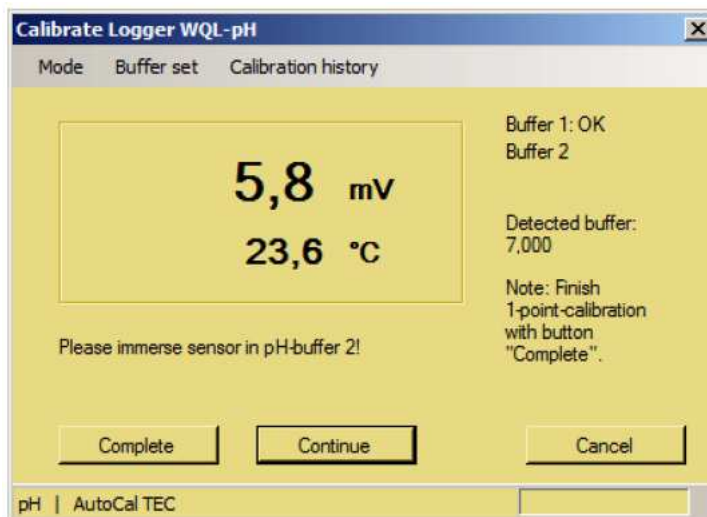 Calibrate Logger WQL-pH
Mode Buffer set Calibration history
5,8 mV
23,6 °C
Please immerse sensor in pH-buffer 2!
Buffer 1: OK
Buffer 2
Detected buffer:
7,000
Note: Finish
1-point-calibration
with button
"Complete".
Complete Continue Cancel
pH | AutoCal TEC